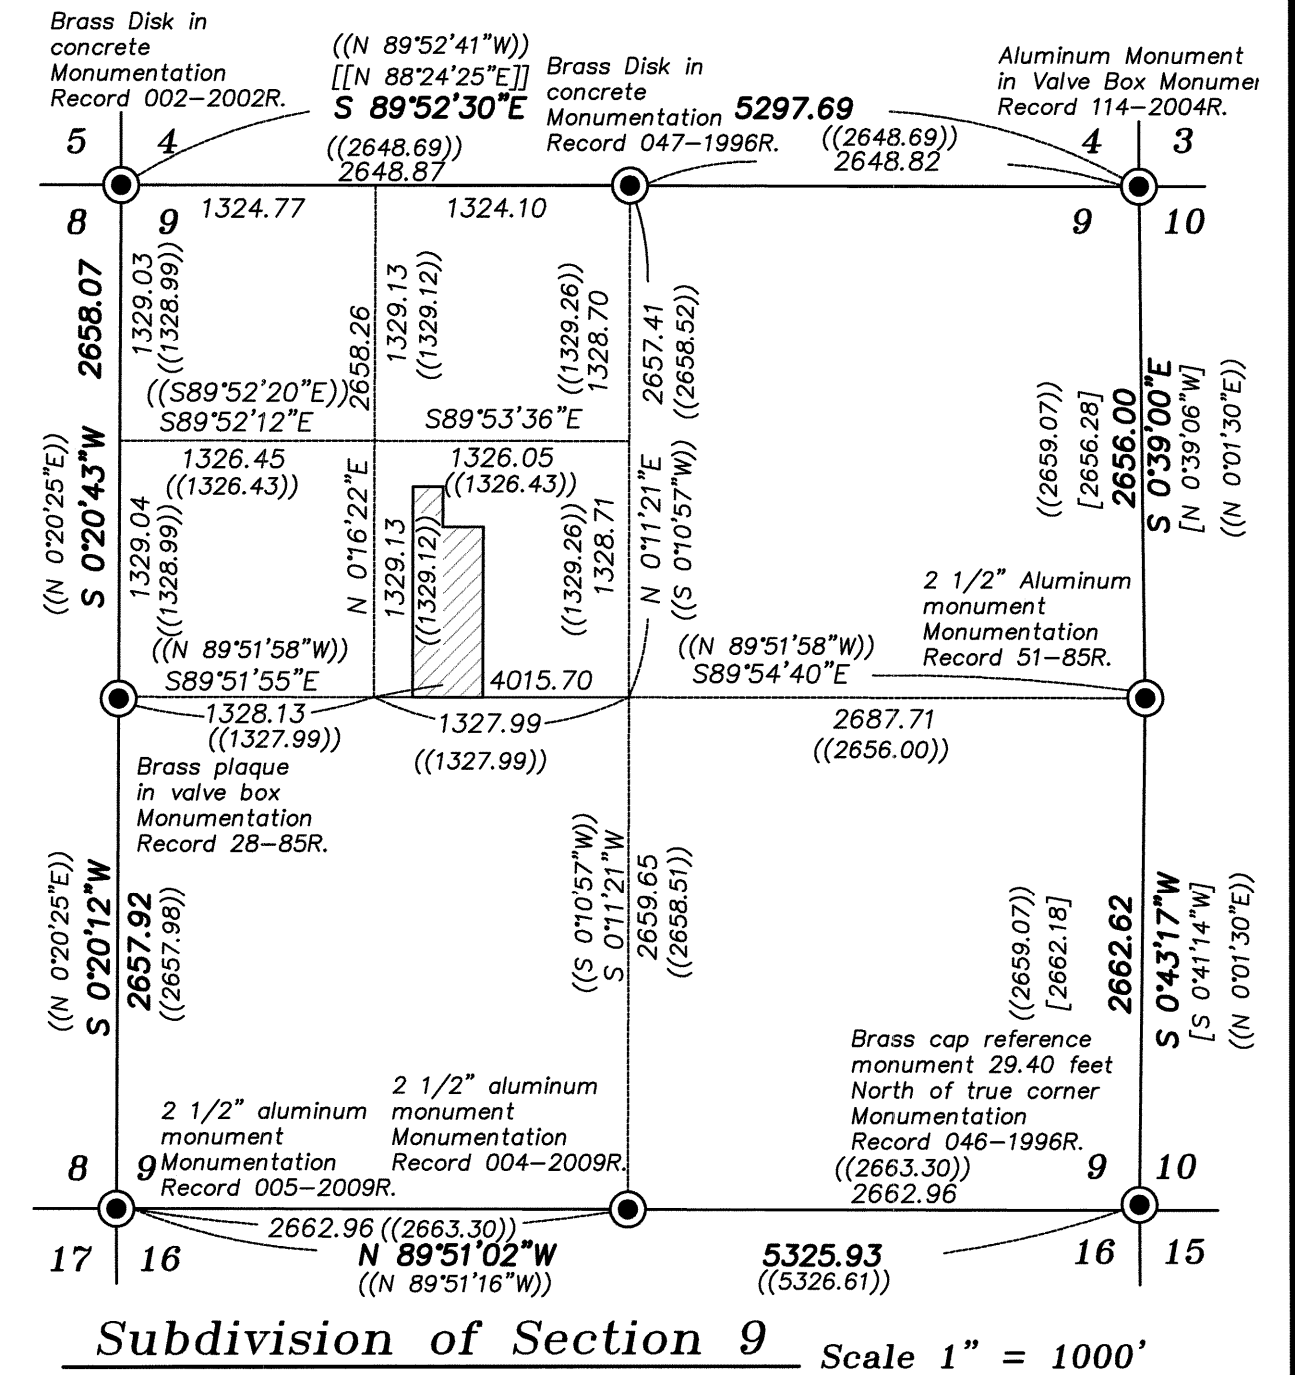 Brass Disk in
concrete
Monumentation
Record 002–2002R.
((N 89°52'41"W))
[[N 88°24'25"E]]
S 89°52'30"E
((2648.69))
2648.87
Brass Disk in
concrete
Monumentation
Record 047–1996R.
5297.69
((2648.69))
2648.82
Aluminum Monument
in Valve Box Monumen
Record 114–2004R.
5 4
4 3
8 9
9 10
1324.77
1324.10
2658.07
S 0°20'43"W
((N 0°20'25"E))
1329.03
((1328.99))
2658.26
N 0°16'22"E
1329.13
((1329.12))
((1329.26))
1328.70
2657.41
((2658.52))
N 0°11'21"E
((S 0°10'57"W))
((S89°52'20"E))
S89°52'12"E
S89°53'36"E
1326.45
((1326.43))
1326.05
((1326.43))
((2659.07))
[2656.28]
2656.00
S 0°39'00"E
[N 0°39'06"W]
((N 0°01'30"E))
1329.04
((1328.99))
1329.13
((1329.12))
((1329.26))
1328.71
2 1/2" Aluminum
monument
Monumentation
Record 51–85R.
((N 89°51'58"W))
S89°51'55"E
4015.70
((N 89°51'58"W))
S89°54'40"E
1328.13
((1327.99))
1327.99
((1327.99))
2687.71
((2656.00))
Brass plaque
in valve box
Monumentation
Record 28–85R.
((N 0°20'25"E))
S 0°20'12"W
2657.92
((2657.98))
((S 0°10'57"W))
S 0°11'21"W
2659.65
((2658.51))
((2659.07))
[2662.18]
2662.62
S 0°43'17"W
[S 0°41'14"W]
((N 0°01'30"E))
2 1/2" aluminum
monument
Monumentation
Record 005–2009R.
2 1/2" aluminum
monument
Monumentation
Record 004–2009R.
Brass cap reference
monument 29.40 feet
North of true corner
Monumentation
Record 046–1996R.
((2663.30))
2662.96
8 9
9 10
2662.96 ((2663.30))
N 89°51'02"W
((N 89°51'16"W))
5325.93
((5326.61))
17 16
16 15
Subdivision of Section 9 Scale 1" = 1000'